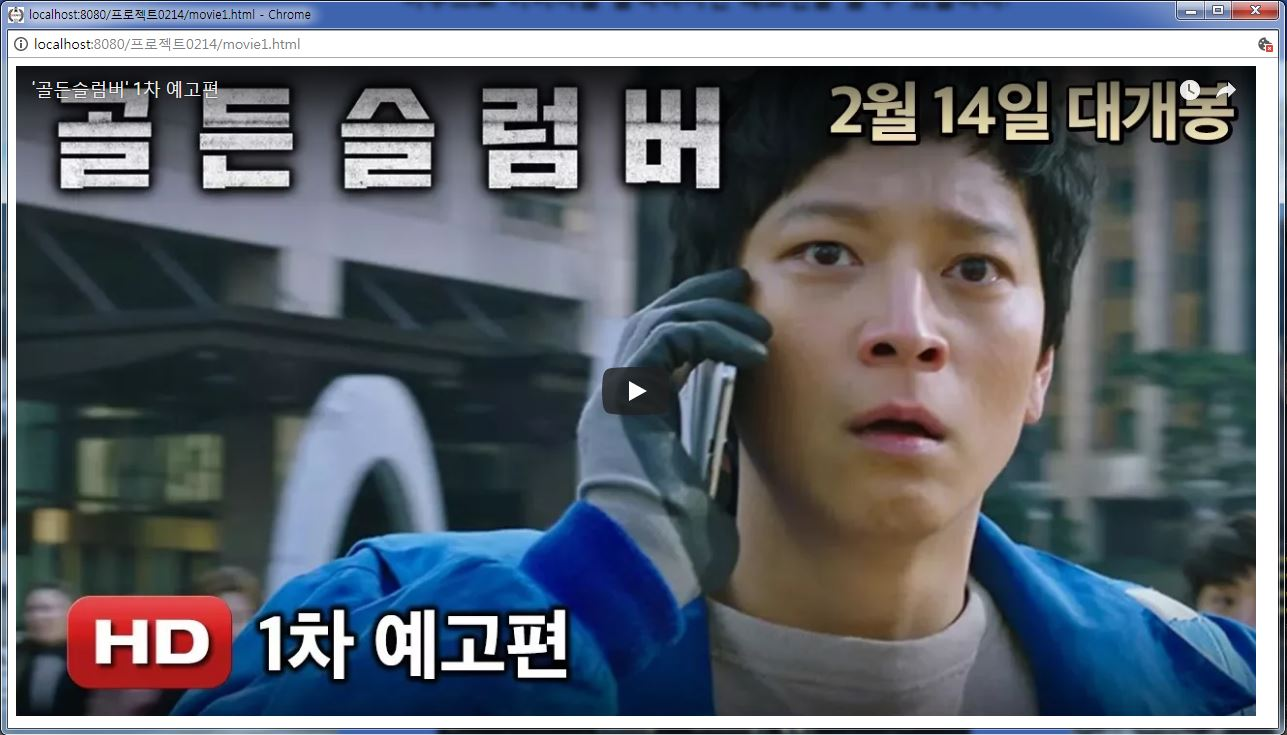 localhost:8080/프로젝트0214/movie1.html - Chrome
localhost:8080/프로젝트0214/movie1.html
'골든슬럼버' 1차 예고편
골든슬럼버
2월 14일 대개봉
HD 1차 예고편